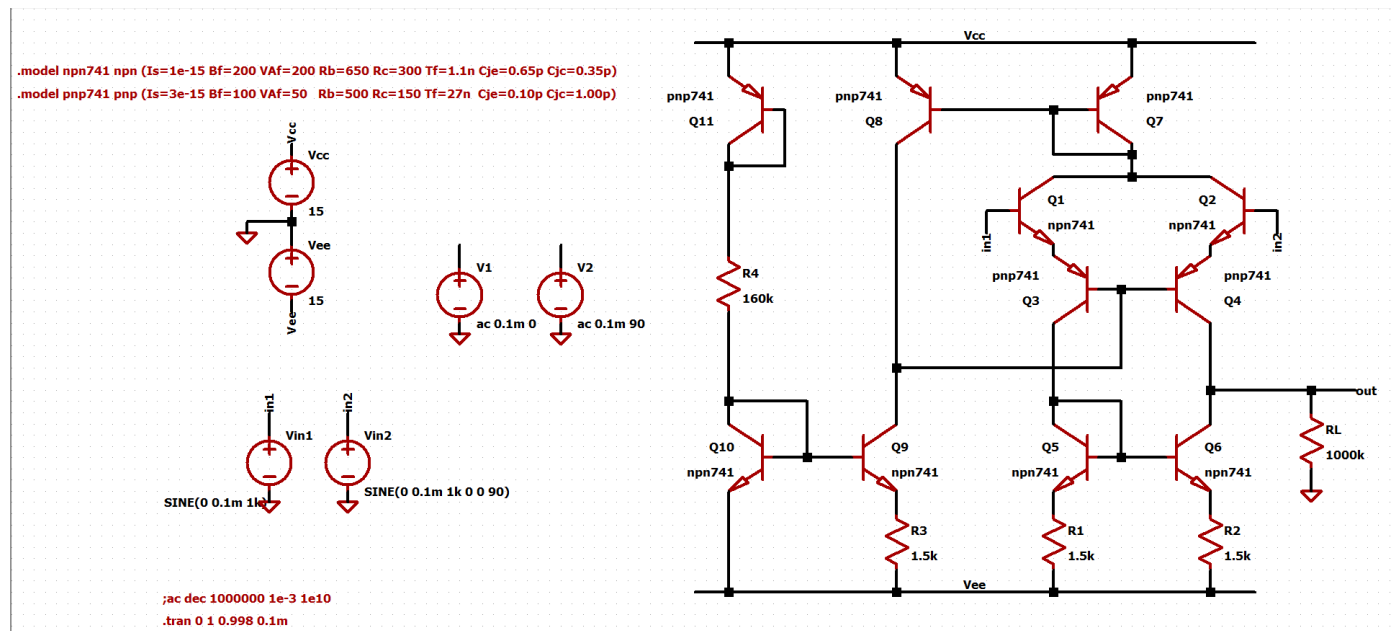 Vcc
.model npn741 npn (Is=1e-15 Bf=200 VAf=200 Rb=650 Rc=300 Tf=1.1n Cje=0.65p Cjc=0.35p)
.model pnp741 pnp (Is=3e-15 Bf=100 VAf=50 Rb=500 Rc=150 Tf=27n Cje=0.10p Cjc=1.00p)
pnp741
Q11
pnp741
Q8
pnp741
Q7
Vcc
Vcc
15
Vee
15
Vee
V1
ac 0.1m 0
V2
ac 0.1m 90
R4
160k
Q1
npn741
in1
Q2
npn741
in2
pnp741
Q3
pnp741
Q4
out
RL
1000k
in1
Vin1
SINE(0 0.1m 1k)
in2
Vin2
SINE(0 0.1m 1k 0 0 90)
Q10
npn741
Q9
npn741
Q5
npn741
Q6
npn741
R3
1.5k
R1
1.5k
R2
1.5k
Vee
;ac dec 1000000 1e-3 1e10
.tran 0 1 0.998 0.1m